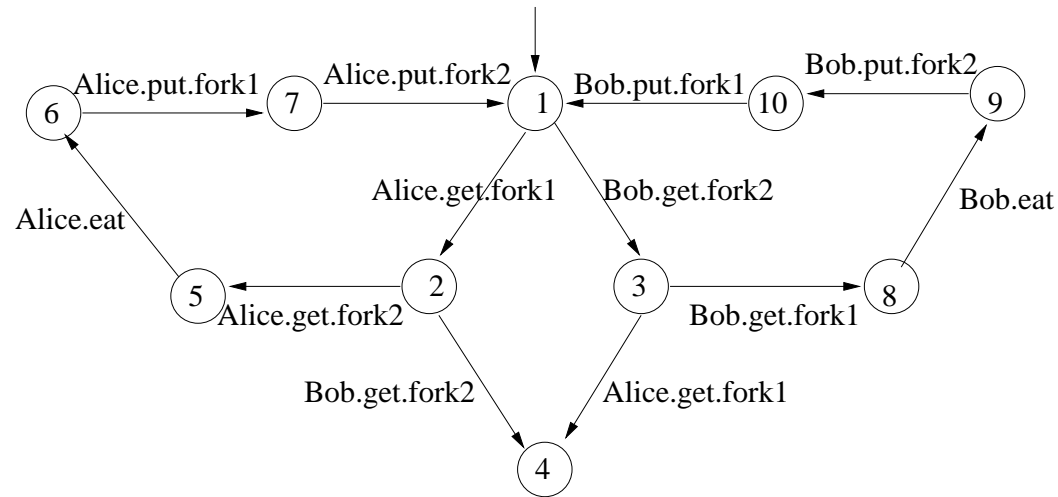 Alice.put.fork1
Alice.put.fork2
Bob.put.fork1
Bob.put.fork2
6
7
1
10
9
Alice.get.fork1
Bob.get.fork2
Alice.eat
Bob.eat
5
2
3
8
Alice.get.fork2
Bob.get.fork1
Bob.get.fork2
Alice.get.fork1
4